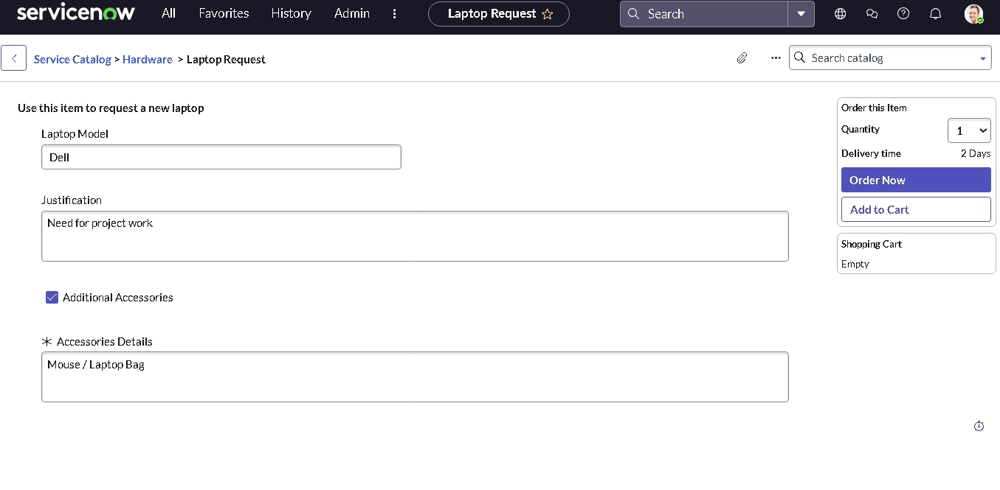 servicenow All Favorites History Admin Laptop Request Search
Service Catalog > Hardware > Laptop Request Search catalog
Use this item to request a new laptop
Laptop Model
Dell
Justification
Need for project work
Additional Accessories
* Accessories Details
Mouse / Laptop Bag
Order this Item
Quantity 1
Delivery time 2 Days
Order Now
Add to Cart
Shopping Cart
Empty